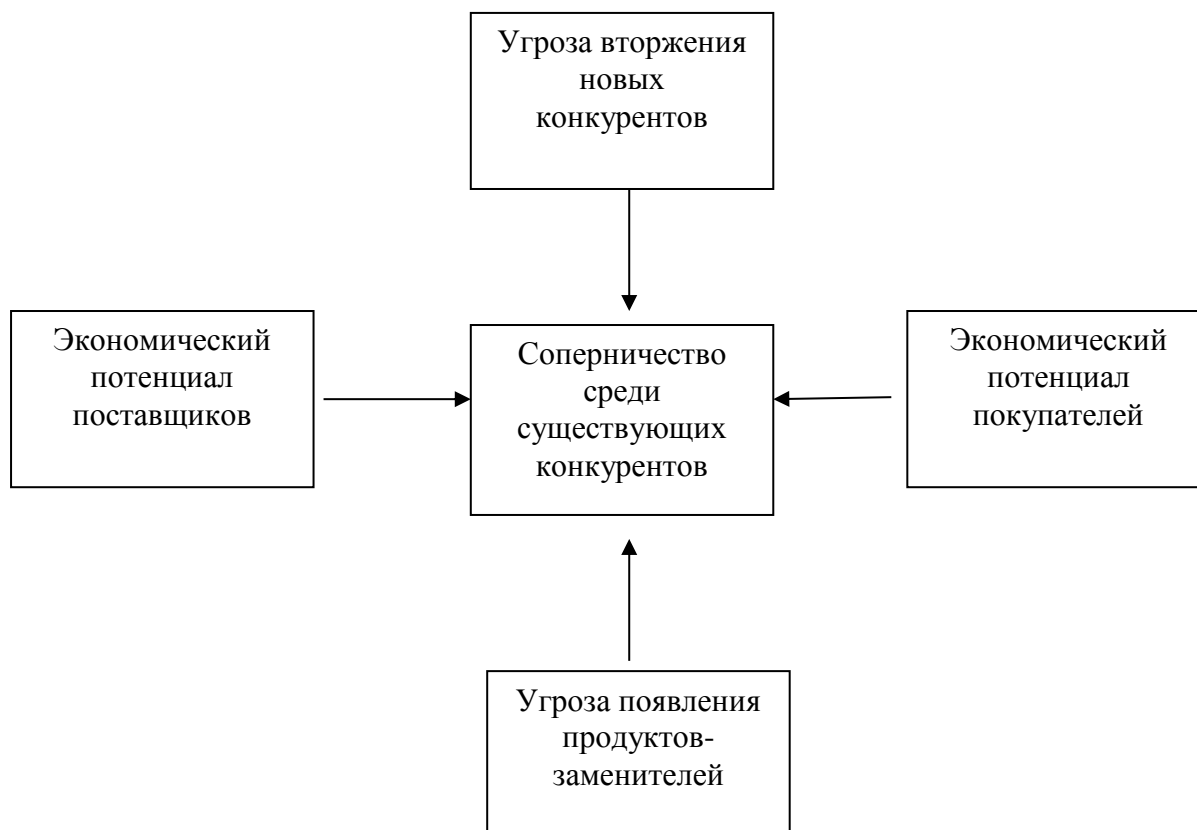 Угроза вторжения
новых
конкурентов
Экономический
потенциал
поставщиков
Соперничество
среди
существующих
конкурентов
Экономический
потенциал
покупателей
Угроза появления
продуктов-
заменителей